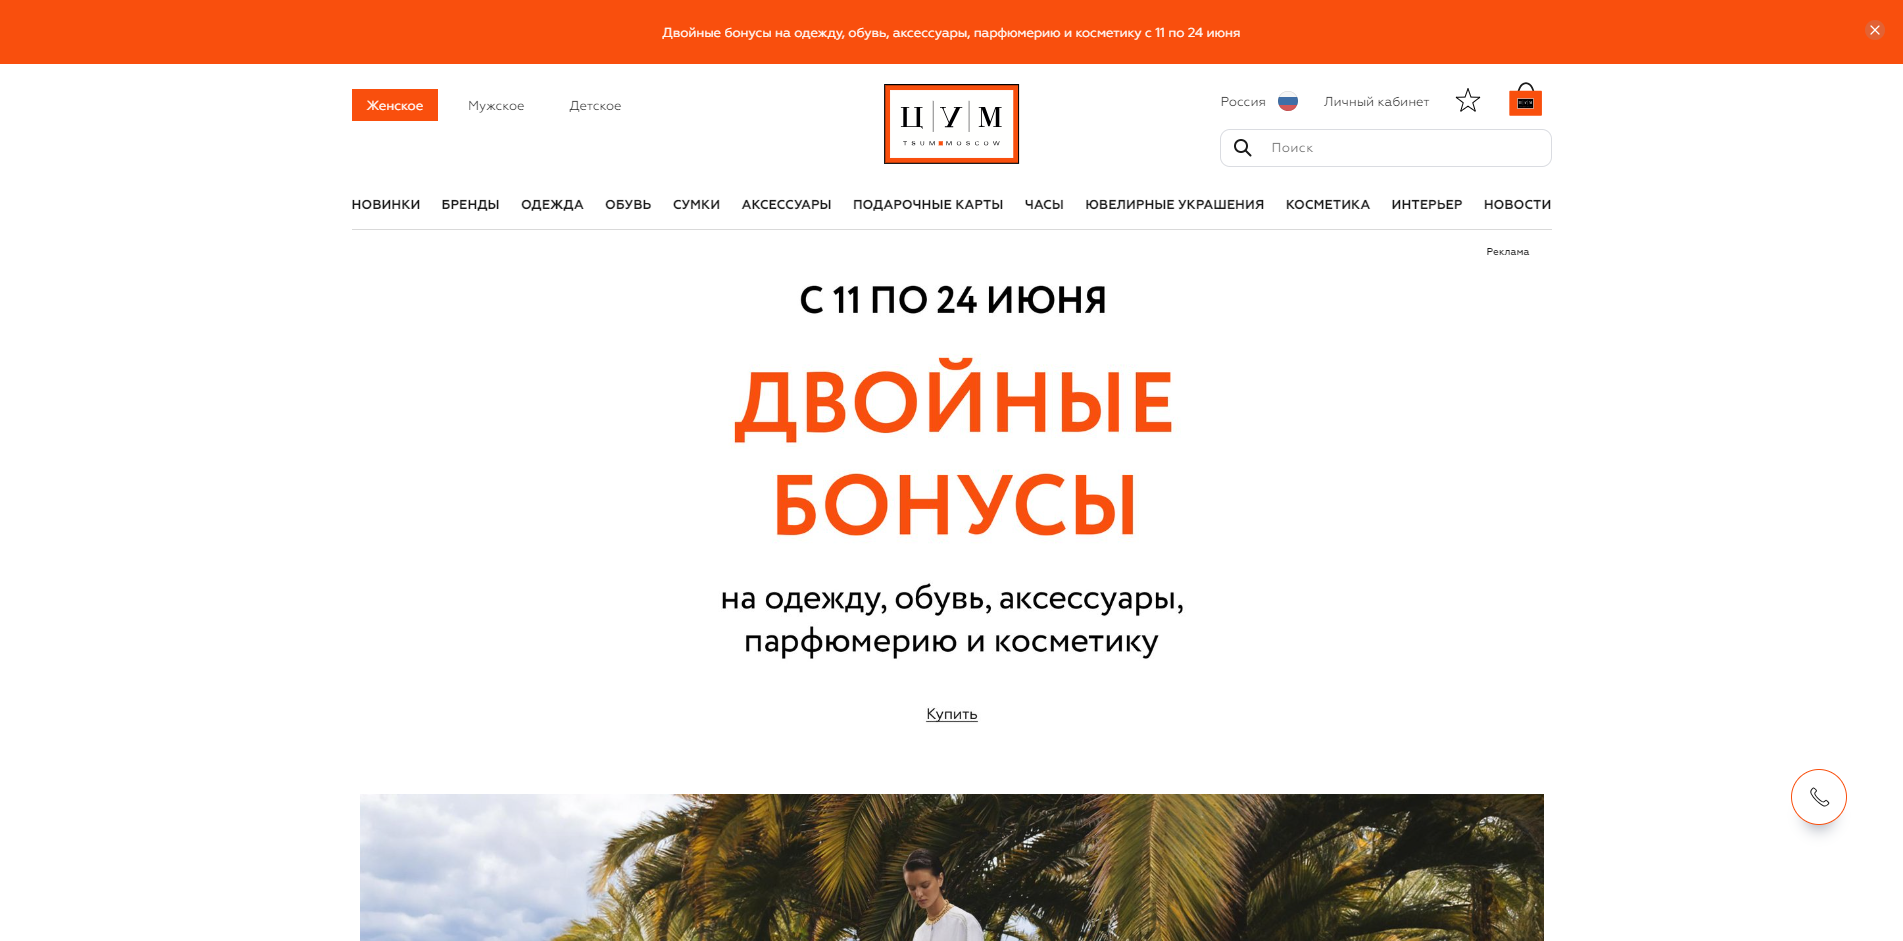 Двойные бонусы на одежду, обувь, аксессуары, парфюмерию и косметику с 11 по 24 июня
Женское Мужское Детское
Ц У М
TSUM MOSCOW
Россия Личный кабинет
Поиск
НОВИНКИ БРЕНДЫ ОДЕЖДА ОБУВЬ СУМКИ АКСЕССУАРЫ ПОДАРОЧНЫЕ КАРТЫ ЧАСЫ ЮВЕЛИРНЫЕ УКРАШЕНИЯ КОСМЕТИКА ИНТЕРЬЕР НОВОСТИ
Реклама
С 11 ПО 24 ИЮНЯ
ДВОЙНЫЕ
БОНУСЫ
на одежду, обувь, аксессуары,
парфюмерию и косметику
Купить